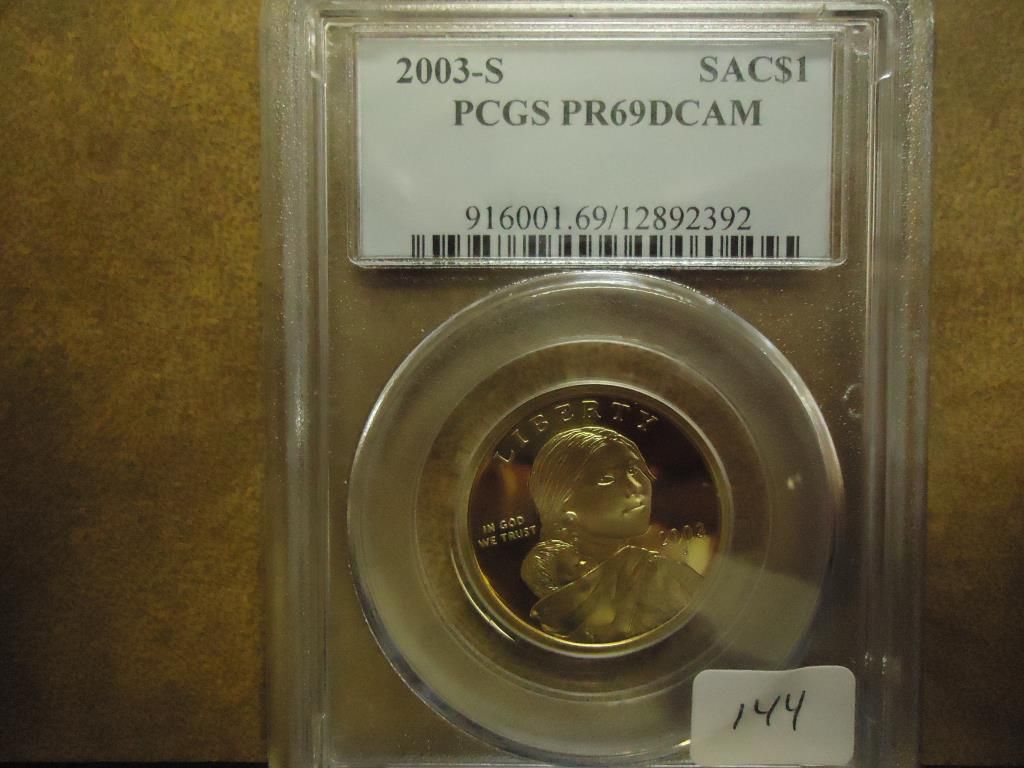 2003-S SAC$1
PCGS PR69DCAM
916001.69/12892392
LIBERTY
IN GOD
WE TRUST
2003
S
144